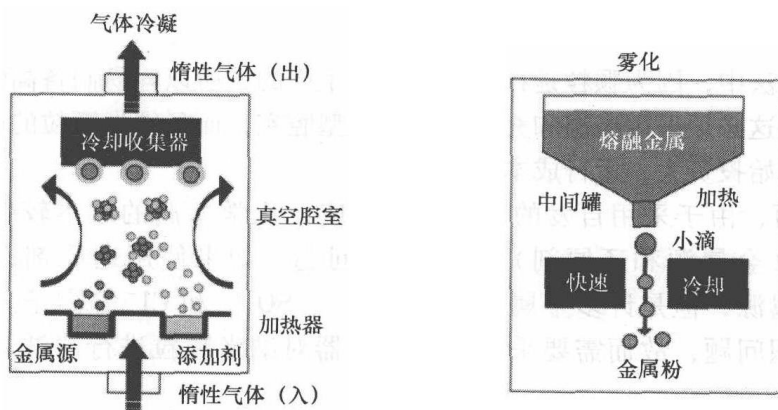 气体冷凝
惰性气体（出）
冷却收集器
真空腔室
加热器
金属源
添加剂
惰性气体（入）
雾化
熔融金属
中间罐
加热
小滴
快速
冷却
金属粉